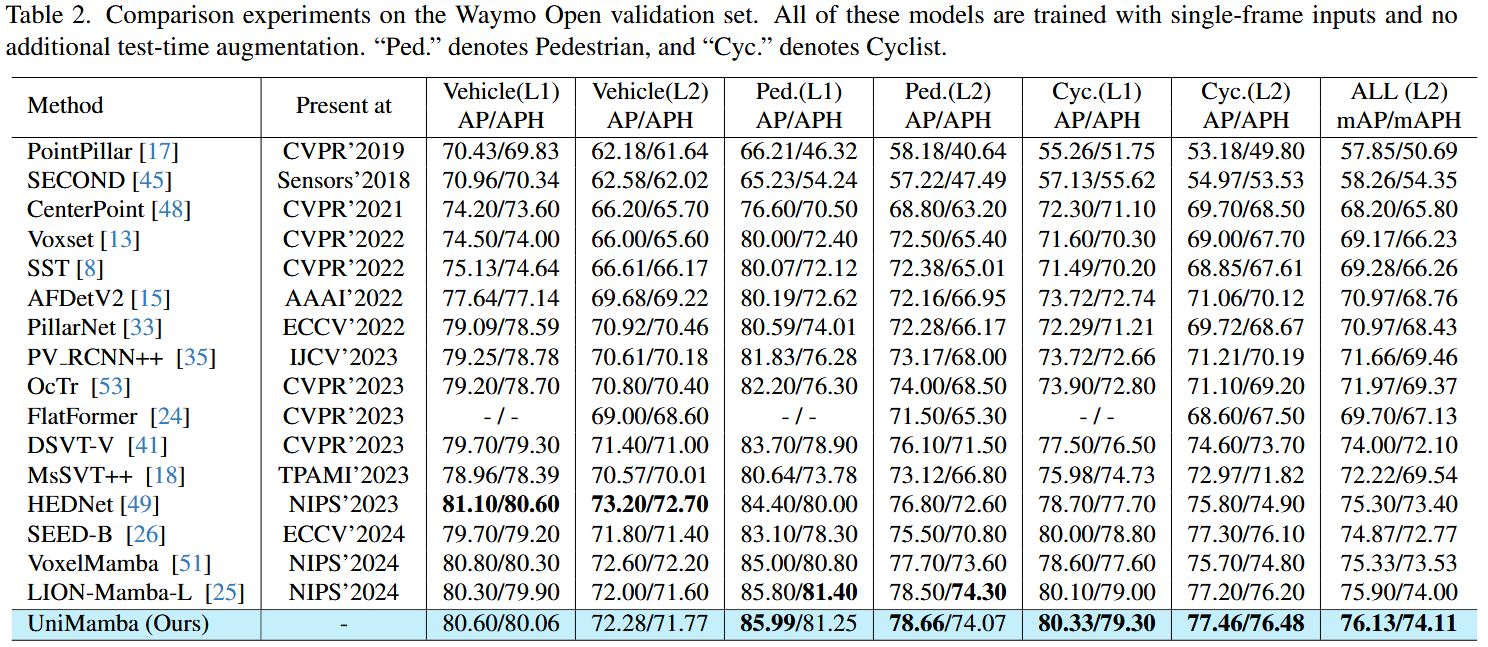 Table 2. Comparison experiments on the Waymo Open validation set. All of these models are trained with single-frame inputs and no
additional test-time augmentation. “Ped.” denotes Pedestrian, and “Cyc.” denotes Cyclist.
Method Present at Vehicle(L1) AP/APH Vehicle(L2) AP/APH Ped.(L1) AP/APH Ped.(L2) AP/APH Cyc.(L1) AP/APH Cyc.(L2) AP/APH ALL (L2) mAP/mAPH
PointPillar [17] CVPR’2019 70.43/69.83 62.18/61.64 66.21/46.32 58.18/40.64 55.26/51.75 53.18/49.80 57.85/50.69
SECOND [45] Sensors’2018 70.96/70.34 62.58/62.02 65.23/54.24 57.22/47.49 57.13/55.62 54.97/53.53 58.26/54.35
CenterPoint [48] CVPR’2021 74.20/73.60 66.20/65.70 76.60/70.50 68.80/63.20 72.30/71.10 69.70/68.50 68.20/65.80
Voxset [13] CVPR’2022 74.50/74.00 66.00/65.60 80.00/72.40 72.50/65.40 71.60/70.30 69.00/67.70 69.17/66.23
SST [8] CVPR’2022 75.13/74.64 66.61/66.17 80.07/72.12 72.38/65.01 71.49/70.20 68.85/67.61 69.28/66.26
AFDetV2 [15] AAAI’2022 77.64/77.14 69.68/69.22 80.19/72.62 72.16/66.95 73.72/72.74 71.06/70.12 70.97/68.76
PillarNet [33] ECCV’2022 79.09/78.59 70.92/70.46 80.59/74.01 72.28/66.17 72.29/71.21 69.72/68.67 70.97/68.43
PV_RCNN++ [35] IJCV’2023 79.25/78.78 70.61/70.18 81.83/76.28 73.17/68.00 73.72/72.66 71.21/70.19 71.66/69.46
OcTr [53] CVPR’2023 79.20/78.70 70.80/40.40 82.20/76.30 74.00/68.50 73.90/72.80 71.10/69.20 71.97/69.37
FlatFormer [24] CVPR’2023 - / - 69.00/68.60 - / - 71.50/65.30 - / - 68.60/67.50 69.70/67.13
DSVT-V [41] CVPR’2023 79.70/79.30 71.40/71.00 83.70/78.90 76.10/71.50 77.50/76.50 74.60/73.70 74.00/72.10
MsSVT++ [18] TPAMI’2023 78.96/78.39 70.57/70.01 80.64/73.78 73.12/66.80 75.98/74.73 72.97/71.82 72.22/69.54
HEDNet [49] NIPS’2023 81.10/80.60 73.20/72.70 84.40/80.00 76.80/72.60 78.70/77.70 75.80/74.90 75.30/73.40
SEED-B [26] ECCV’2024 79.70/79.20 71.80/71.40 83.10/78.30 75.50/70.80 80.00/78.80 77.30/76.10 74.87/72.77
VoxelMamba [51] NIPS’2024 80.80/80.30 72.60/72.20 85.00/80.80 77.70/73.60 78.60/77.60 75.70/74.80 75.33/73.53
LION-Mamba-L [25] NIPS’2024 80.30/79.90 72.00/71.60 85.80/81.40 78.50/74.30 80.10/79.00 77.20/76.20 75.90/74.00
UniMamba (Ours) - 80.60/80.06 72.28/71.77 85.99/81.25 78.66/74.07 80.33/79.30 77.46/76.48 76.13/74.11